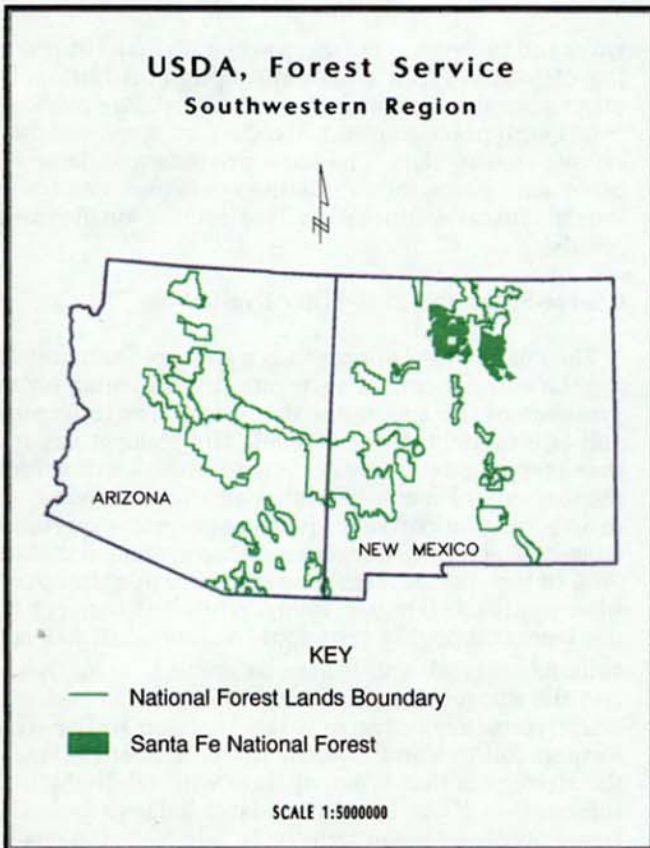 USDA, Forest Service
Southwestern Region
N
ARIZONA
NEW MEXICO
KEY
National Forest Lands Boundary
Santa Fe National Forest
SCALE 1:5000000